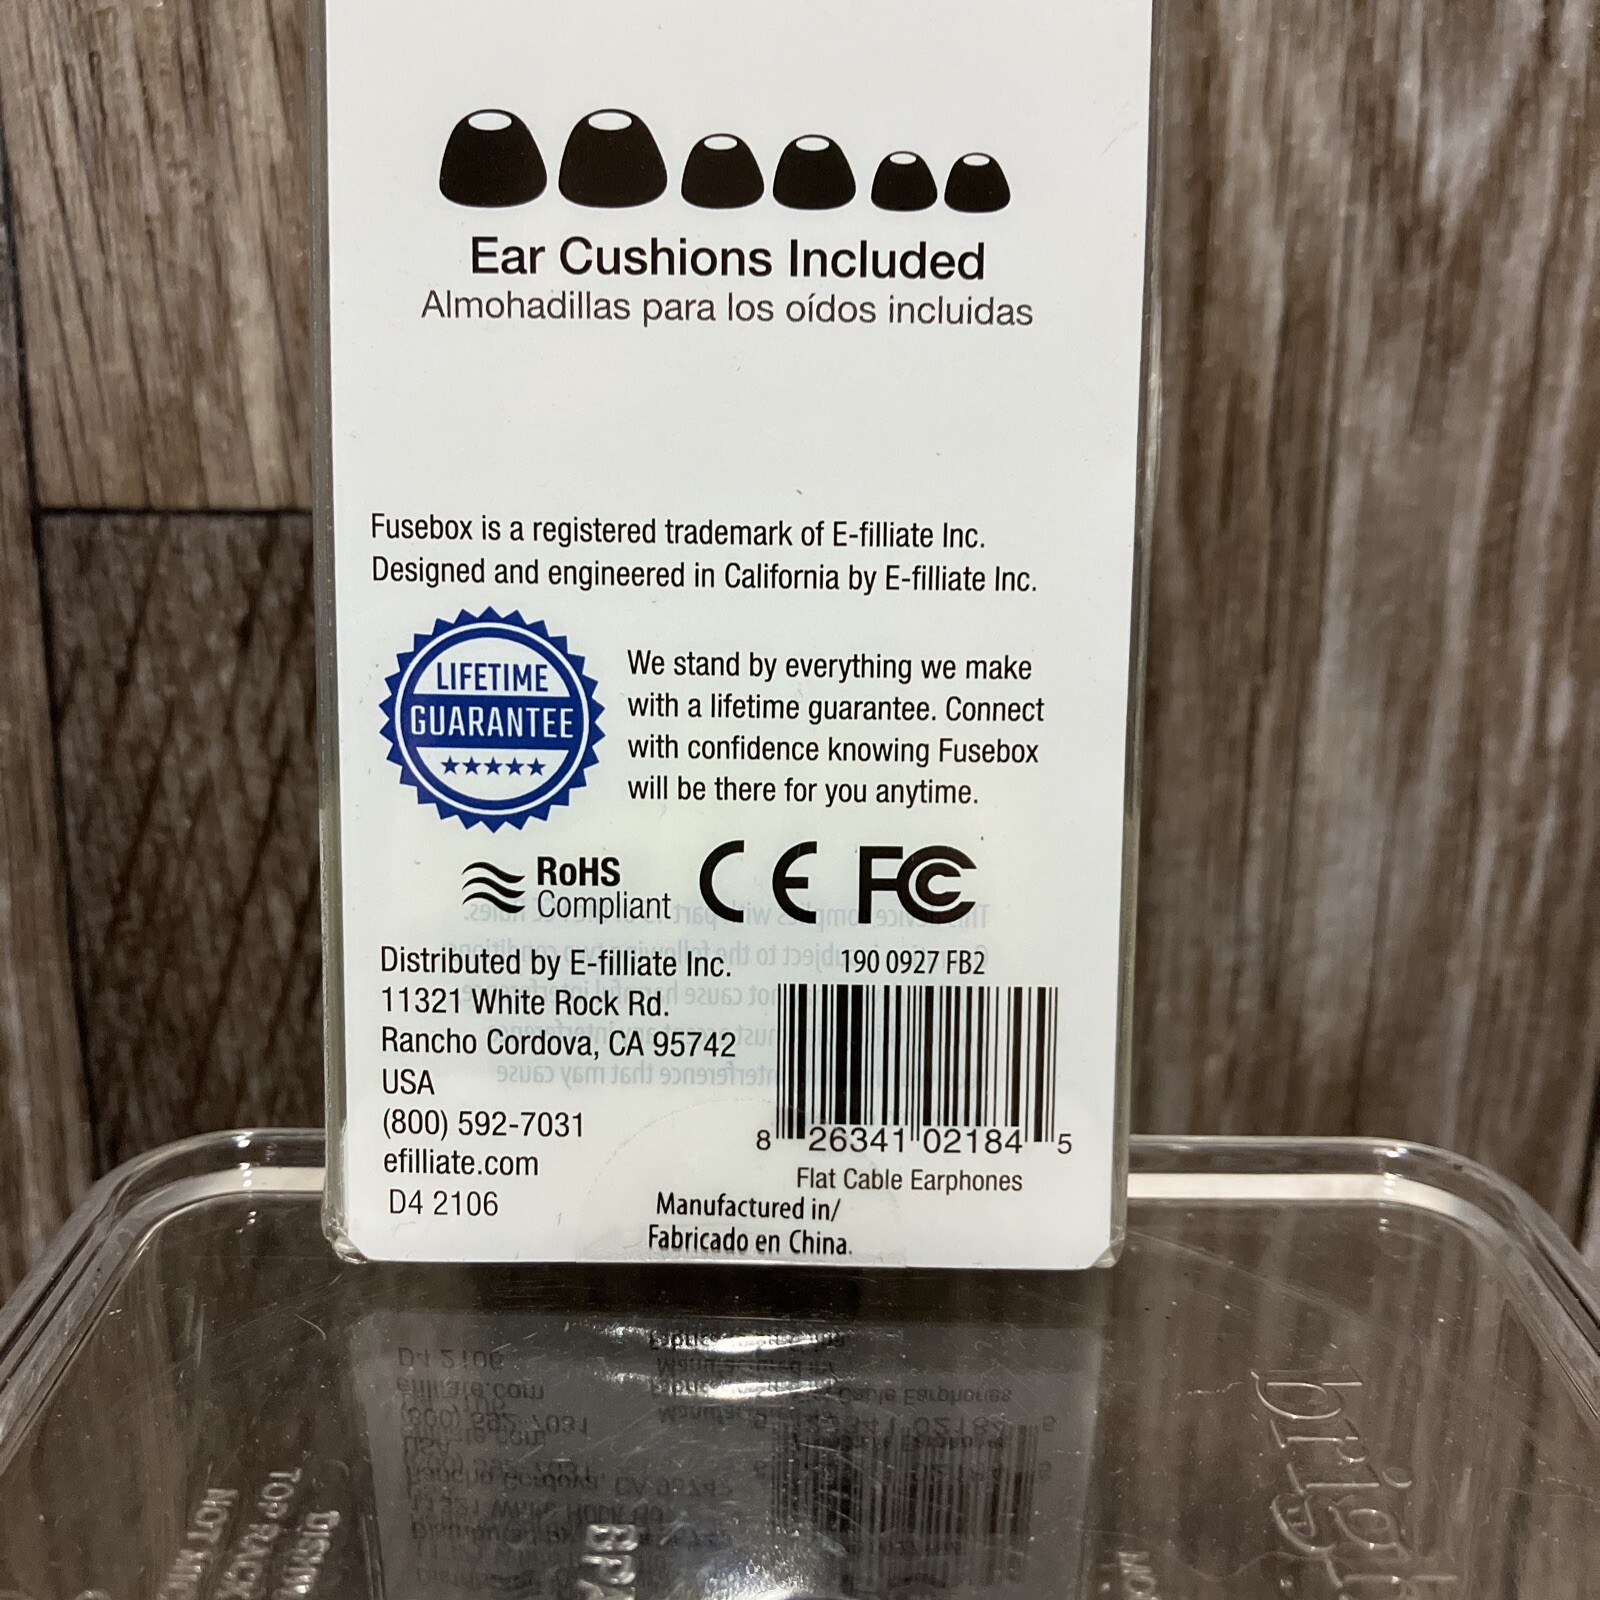 Ear Cushions Included
Almohadillas para los oídos incluidas
Fusebox is a registered trademark of E-filliate Inc.
Designed and engineered in California by E-filliate Inc.
LIFETIME
GUARANTEE
We stand by everything we make
with a lifetime guarantee. Connect
with confidence knowing Fusebox
will be there for you anytime.
RoHS
Compliant
CE FC
Distributed by E-filliate Inc.
11321 White Rock Rd.
Rancho Cordova, CA 95742
USA
(800) 592-7031
efilliate.com
D4 2106
190 0927 FB2
8 26341 02184 5
Flat Cable Earphones
Manufactured in/
Fabricado en China.
TOP RACK
NOT